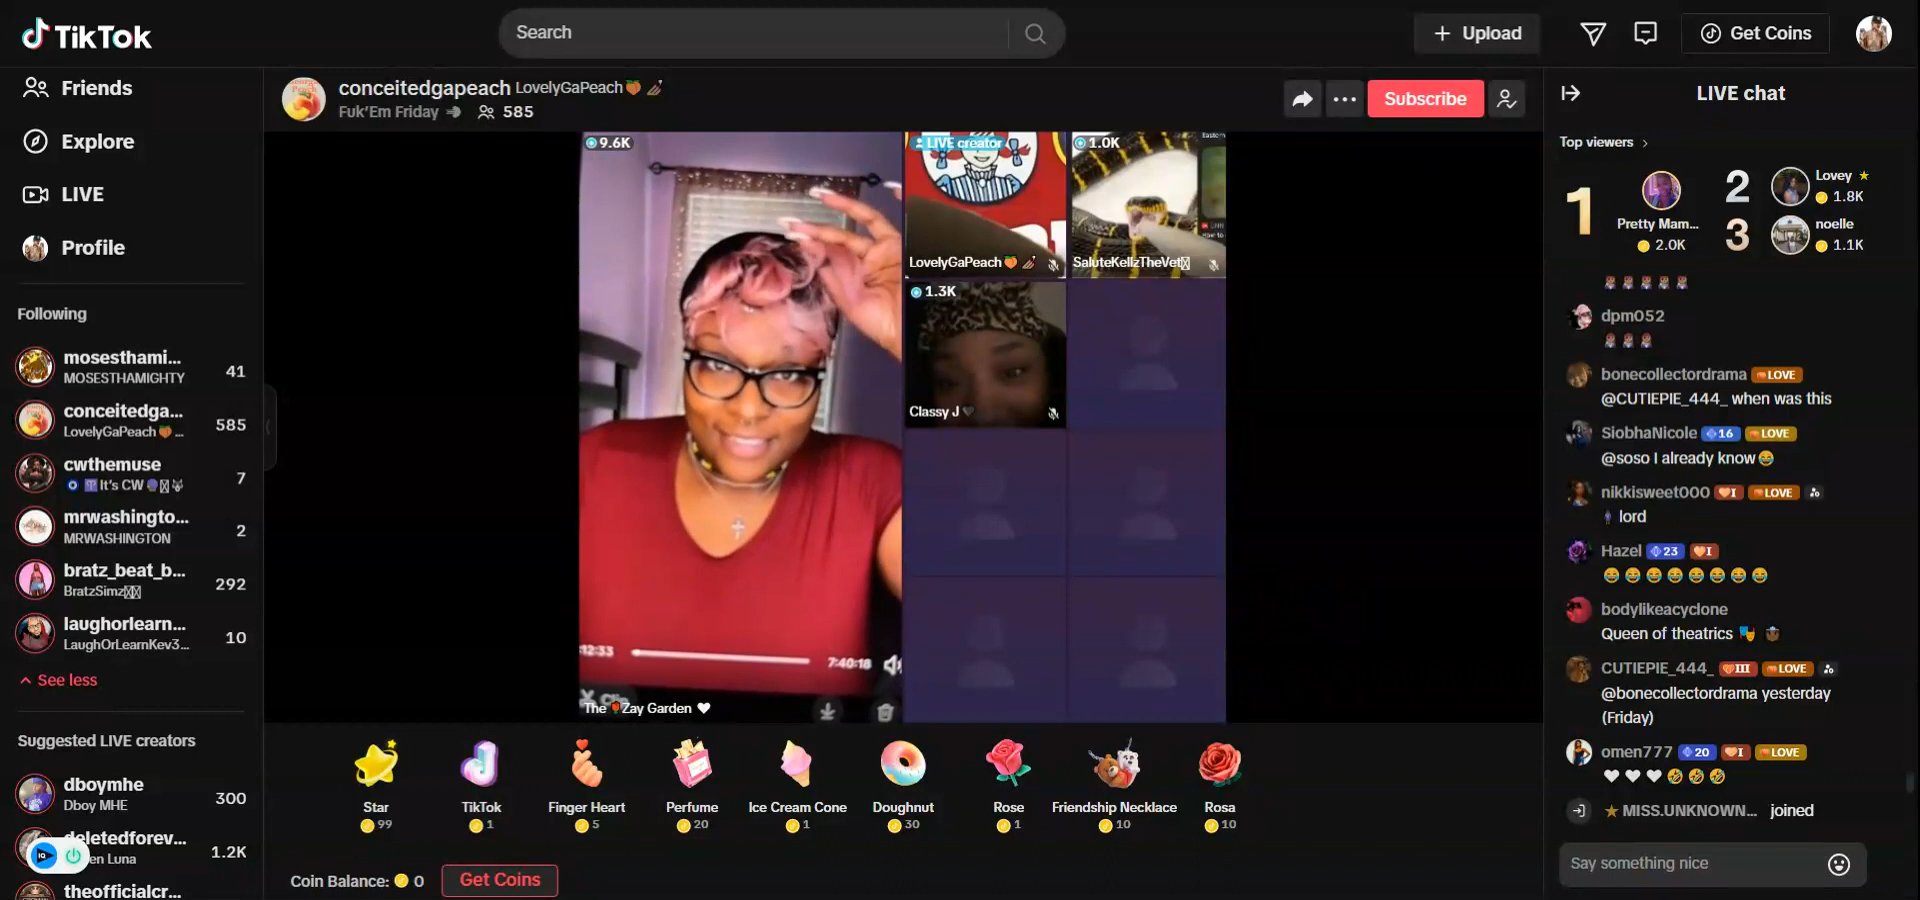 TikTok
Search
Upload
Get Coins
Friends
Explore
LIVE
Profile
Following
mosesthami...
MOSESTHAMIGHTY
41
conceitedga...
LovelyGaPeach ...
585
cwthemuse
It's CW
7
mrwashingto...
MRWASHINGTON
2
bratz_beat_b...
BratzSimz
292
laughorlearn...
LaughOrLearnKev3...
10
See less
Suggested LIVE creators
dboymhe
Dboy MHE
300
deletedforev...
en Luna
1.2K
theofficialcr...
conceitedgapeach LovelyGaPeach🍑💅🏾
Fuk'Em Friday 585
Subscribe
9.6K
LIVE creator
1.0K
LovelyGaPeach🍑💅🏾
SaluteKellzTheVet
1.3K
Classy J
12:33
7:40:18
Clip
The 🌹Zay Garden 🤍
Star
99
TikTok
1
Finger Heart
5
Perfume
20
Ice Cream Cone
1
Doughnut
30
Rose
1
Friendship Necklace
10
Rosa
10
Coin Balance: 0
Get Coins
LIVE chat
Top viewers
1
Pretty Mam...
2.0K
2
Lovey
1.8K
3
noelle
1.1K
dpm052
bonecollectordrama LOVE
@CUTIEPIE_444_ when was this
SiobhaNicole 16 LOVE
@soso I already know😂
nikkisweet000 I LOVE
lord
Hazel 23 I
😂😂😂😂😂😂😂😂
bodylikeacyclone
Queen of theatrics 🎭
CUTIEPIE_444_ III LOVE
@bonecollectordrama yesterday
(Friday)
omen777 20 I LOVE
🤍🤍🤍🤣🤣🤣
MISS.UNKNOWN... joined
Say something nice